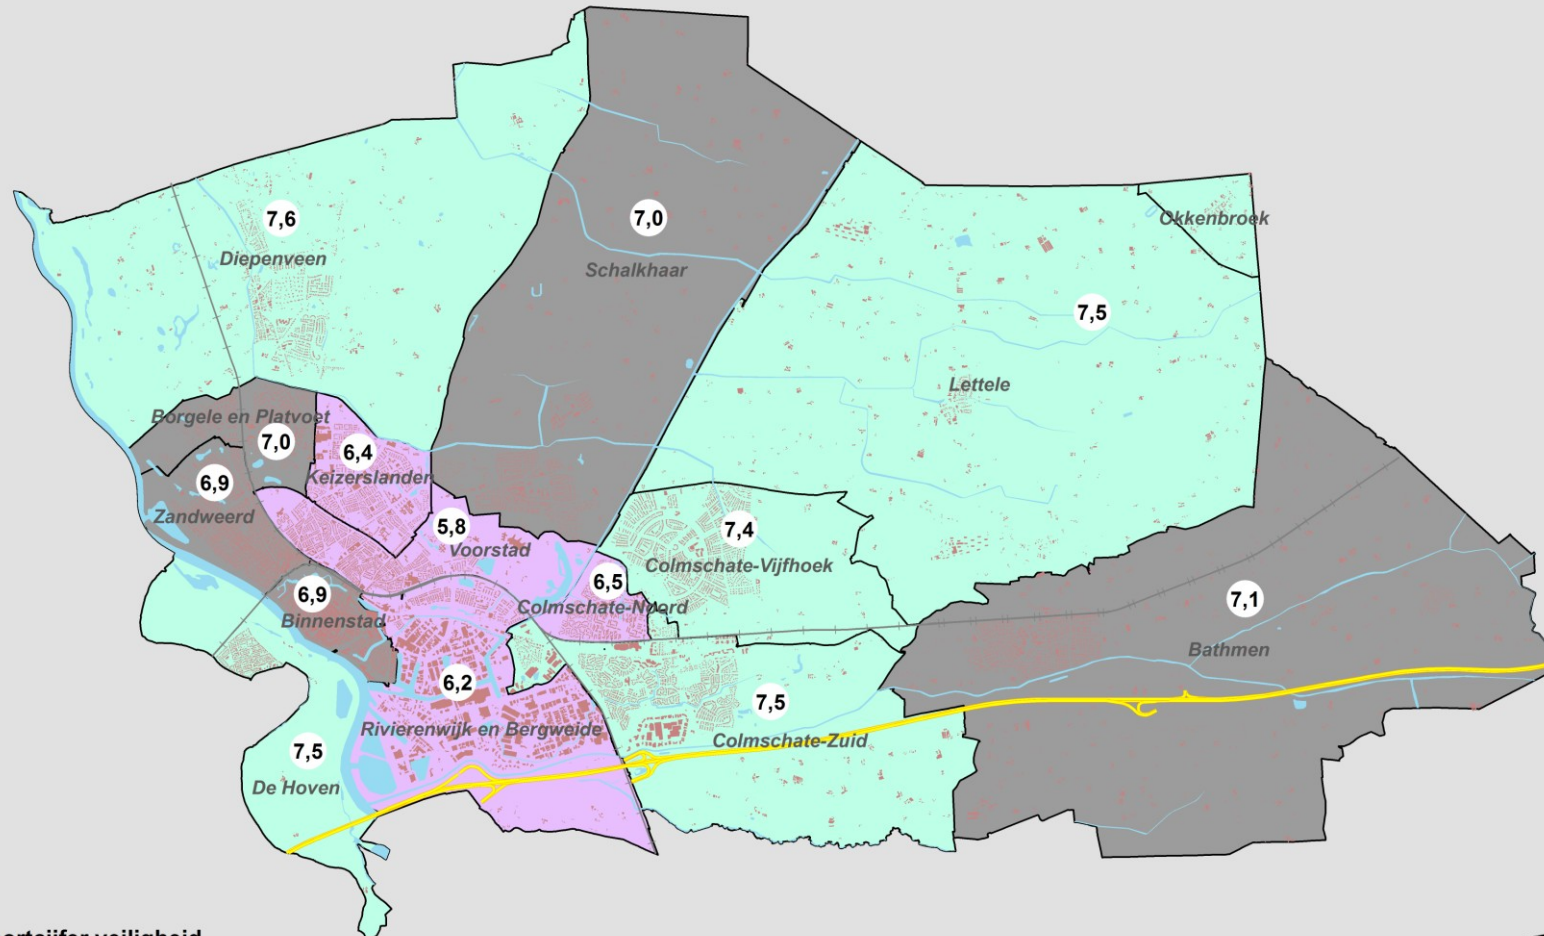 7,6
Diepenveen
7,0
Schalkhaar
Okkenbroek
7,5
Lettele
Borgele en Platvoet
7,0
6,4
Keizerslanden
6,9
Zandweerd
5,8
Voorstad
7,4
Colmschate-Vijfhoek
6,5
Colmschate-Noord
6,9
Binnenstad
7,1
Bathmen
6,2
Rivierenwijk en Bergweide
7,5
Colmschate-Zuid
7,5
De Hoven